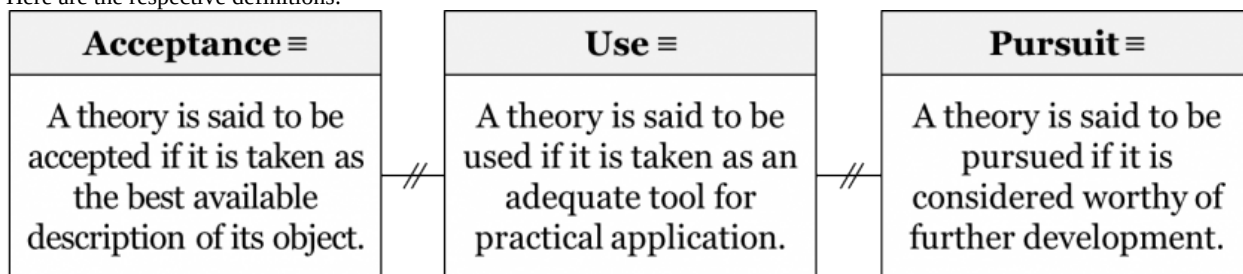 Here are the respective definitions:
Acceptance ≡
A theory is said to be
accepted if it is taken as
the best available
description of its object.
Use ≡
A theory is said to be
used if it is taken as an
adequate tool for
practical application.
Pursuit ≡
A theory is said to be
pursued if it is
considered worthy of
further development.